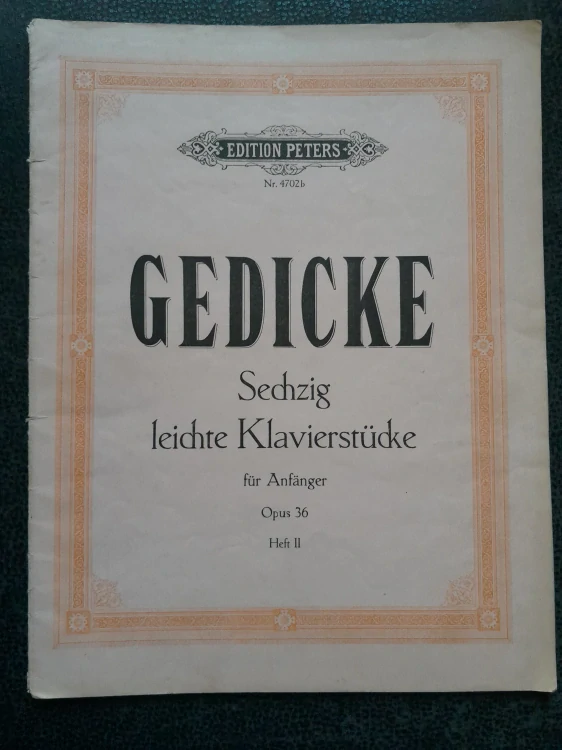 EDITION PETERS
Nr. 4702b
GEDICKE
Sechzig
leichte Klavierstücke
für Anfänger
Opus 36
Heft II